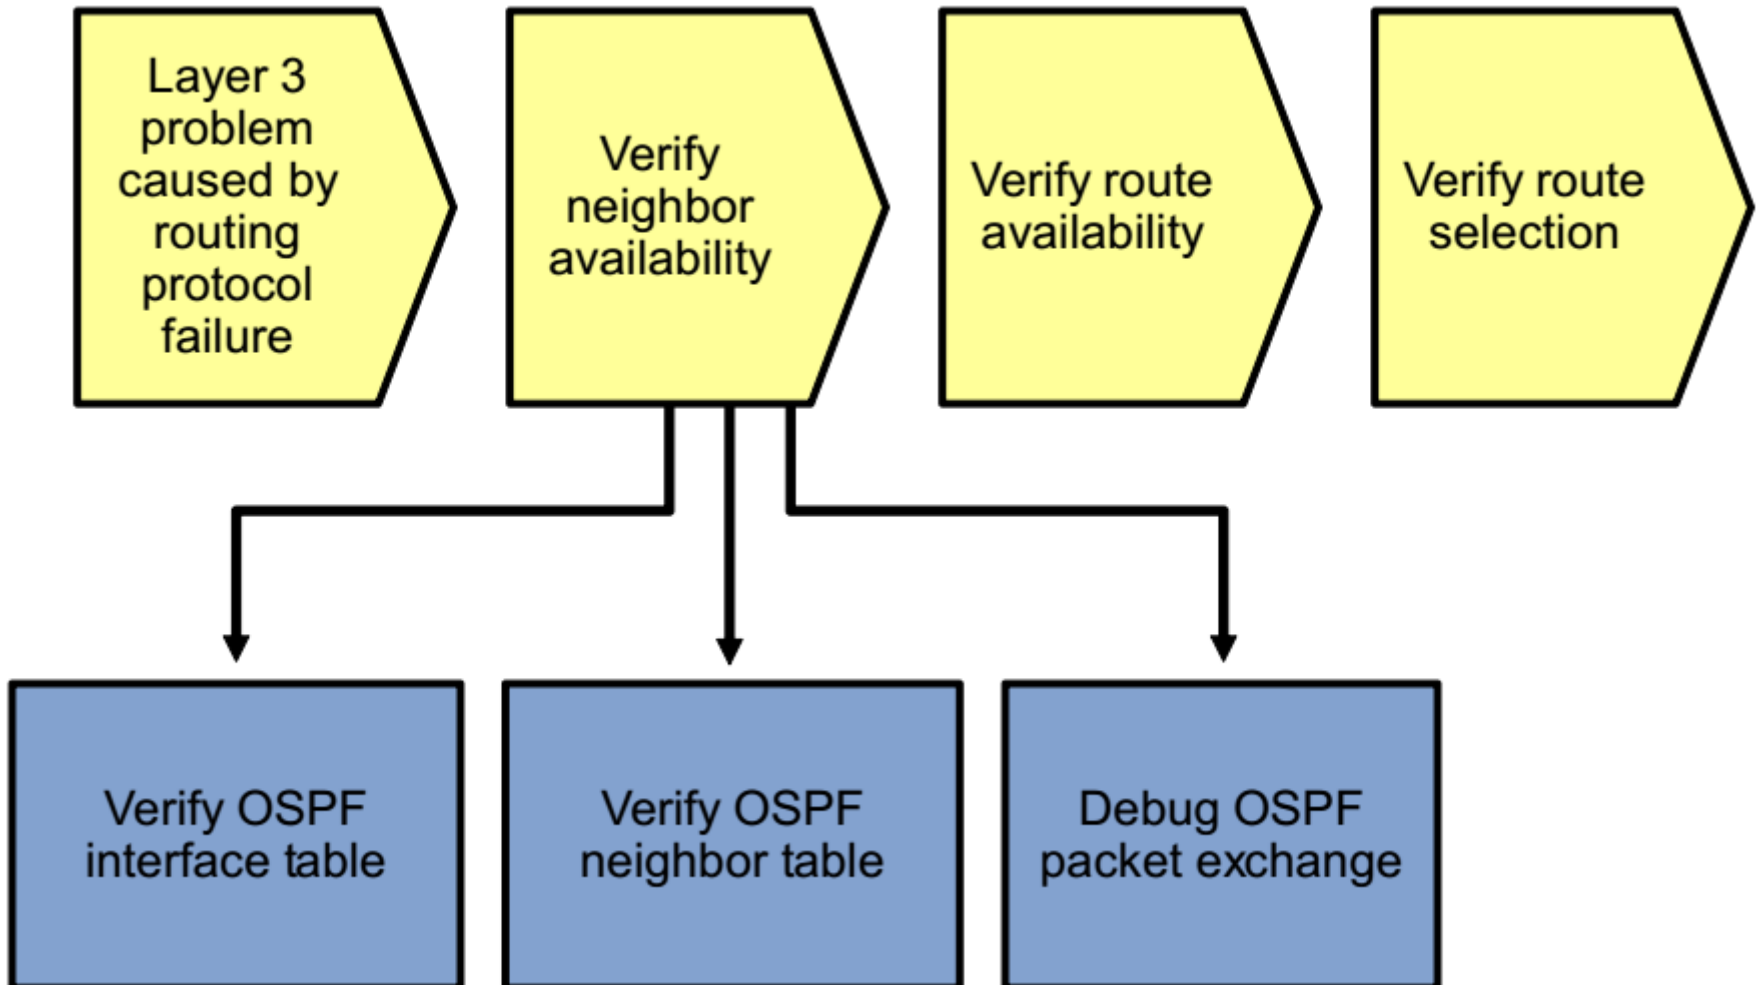 Layer 3
problem
caused by
routing
protocol
failure
Verify
neighbor
availability
Verify route
availability
Verify route
selection
Verify OSPF
interface table
Verify OSPF
neighbor table
Debug OSPF
packet exchange